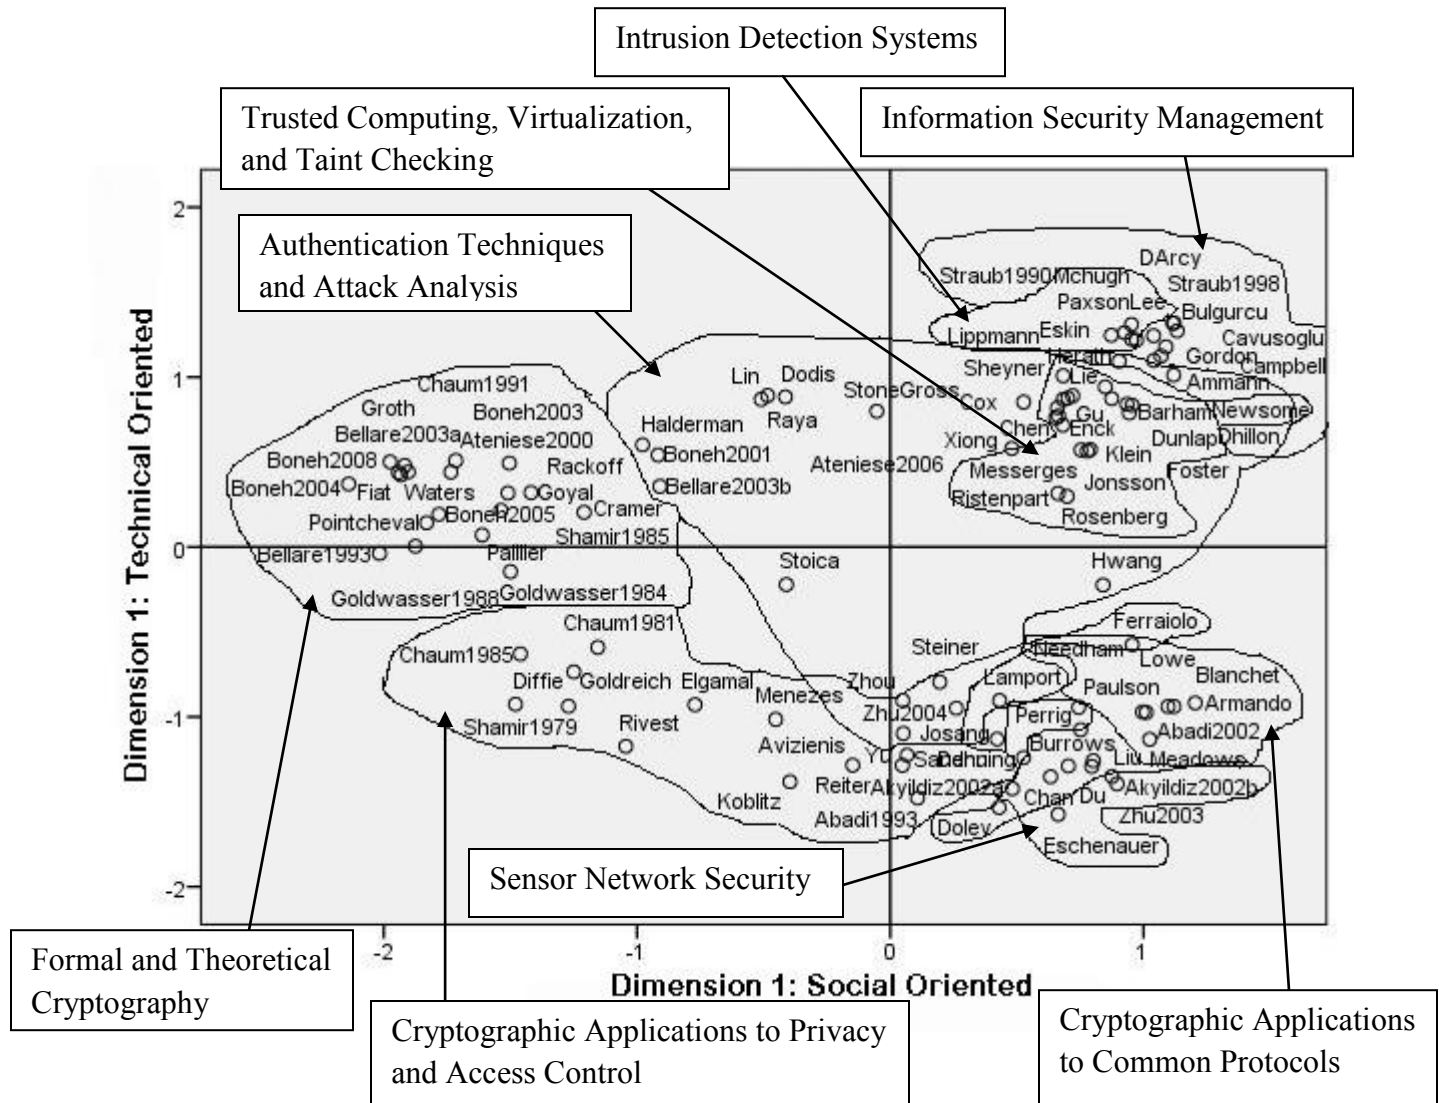 Intrusion Detection Systems
Trusted Computing, Virtualization,
and Taint Checking
Information Security Management
Authentication Techniques
and Attack Analysis
2
1
0
-1
-2
Dimension 1: Technical Oriented
DArcy
Straub1990 Mchugh
Straub1998
PaxsonLee
Bulgurcu
Lippmann Eskin
Cavusoglu
Herath
Gordon
Campbell
Sheyner
Lie
Ammann
Chaum1991
Lin
Dodis
StoneGross
Cox
Groth
Boneh2003
Raya
Gu
Barham
Newsome
Halderman
Chen
Enck
Bellare2003a
Ateniese2000
Xiong
Dunlap
Dhillon
Boneh2008
Rackoff
Boneh2001
Ateniese2006
Klein
Messerges
Foster
Boneh2004
Fiat
Waters
Goyal
Bellare2003b
Jonsson
Ristenpart
Pointcheval
Boneh2005
Cramer
Rosenberg
Shamir1985
Bellare1993
Paillier
Stoica
Hwang
Goldwasser1988
Goldwasser1984
Chaum1981
Ferraiolo
Steiner
Needham
Lowe
Chaum1985
Diffie
Goldreich
Elgamal
Menezes
Zhou
Lamport
Blanchet
Paulson
Armando
Shamir1979
Rivest
Zhu2004
Perrig
Josang
Abadi2002
Avizienis
Yu
Burrows
Liu
Meadows
Koblitz
Reiter
Akyildiz2002a
Chan
Du
Akyildiz2002b
Abadi1993
Dolev
Zhu2003
Eschenauer
Sensor Network Security
-2
-1
0
1
Dimension 1: Social Oriented
Formal and Theoretical
Cryptography
Cryptographic Applications to Privacy
and Access Control
Cryptographic Applications
to Common Protocols